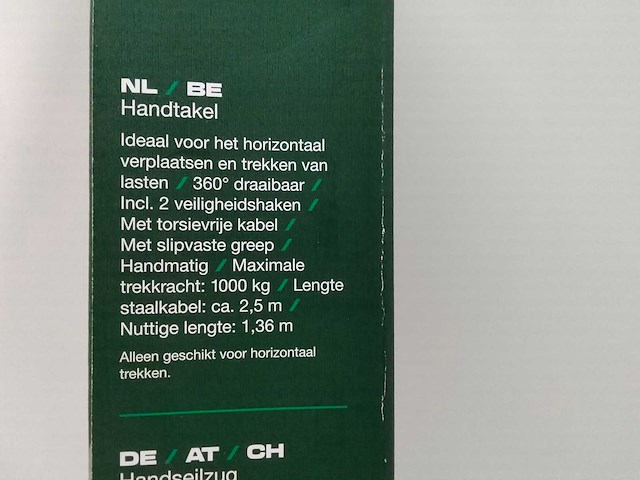 NL / BE
Handtakel
Ideaal voor het horizontaal
verplaatsen en trekken van
lasten / 360° draaibaar /
Incl. 2 veiligheidshaken /
Met torsievrije kabel /
Met slipvaste greep /
Handmatig / Maximale
trekkracht: 1000 kg / Lengte
staalkabel: ca. 2,5 m /
Nuttige lengte: 1,36 m
Alleen geschikt voor horizontaal
trekken.
DE / AT / CH
Handseilzug